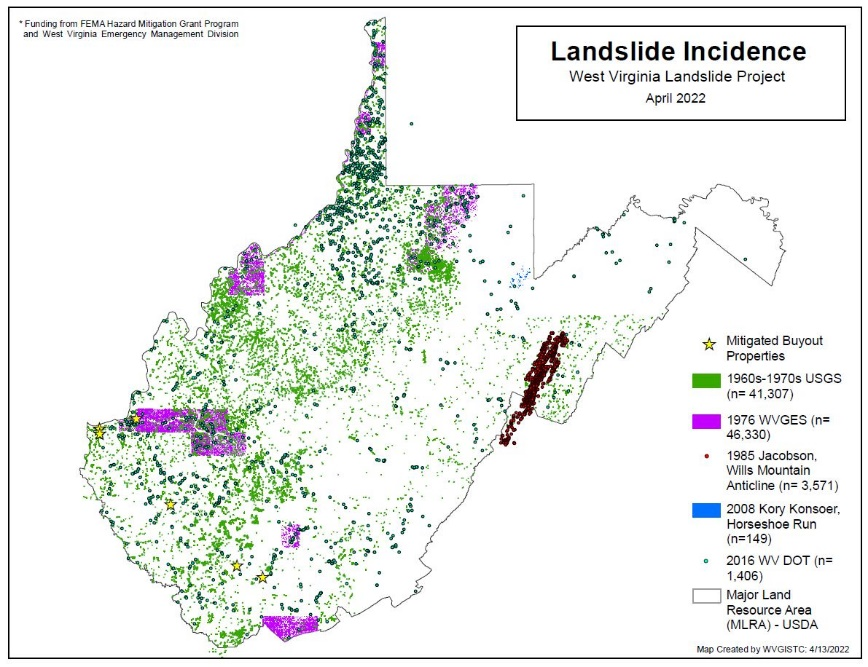 * Funding from FEMA Hazard Mitigation Grant Program
and West Virginia Emergency Management Division
Landslide Incidence
West Virginia Landslide Project
April 2022
Mitigated Buyout
Properties
1960s-1970s USGS
(n= 41,307)
1976 WVGES (n=
46,330)
1985 Jacobson,
Wills Mountain
Anticline (n= 3,571)
2008 Kory Konsoer,
Horseshoe Run
(n=149)
2016 WV DOT (n=
1,406)
Major Land
Resource Area
(MLRA) - USDA
Map Created by WVGISTC: 4/13/2022